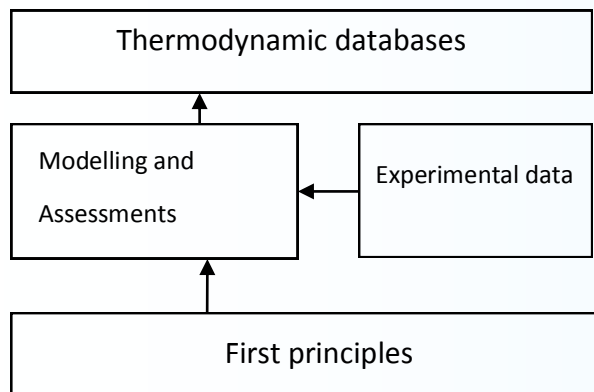 Thermodynamic databases
Modelling and
Assessments
Experimental data
First principles